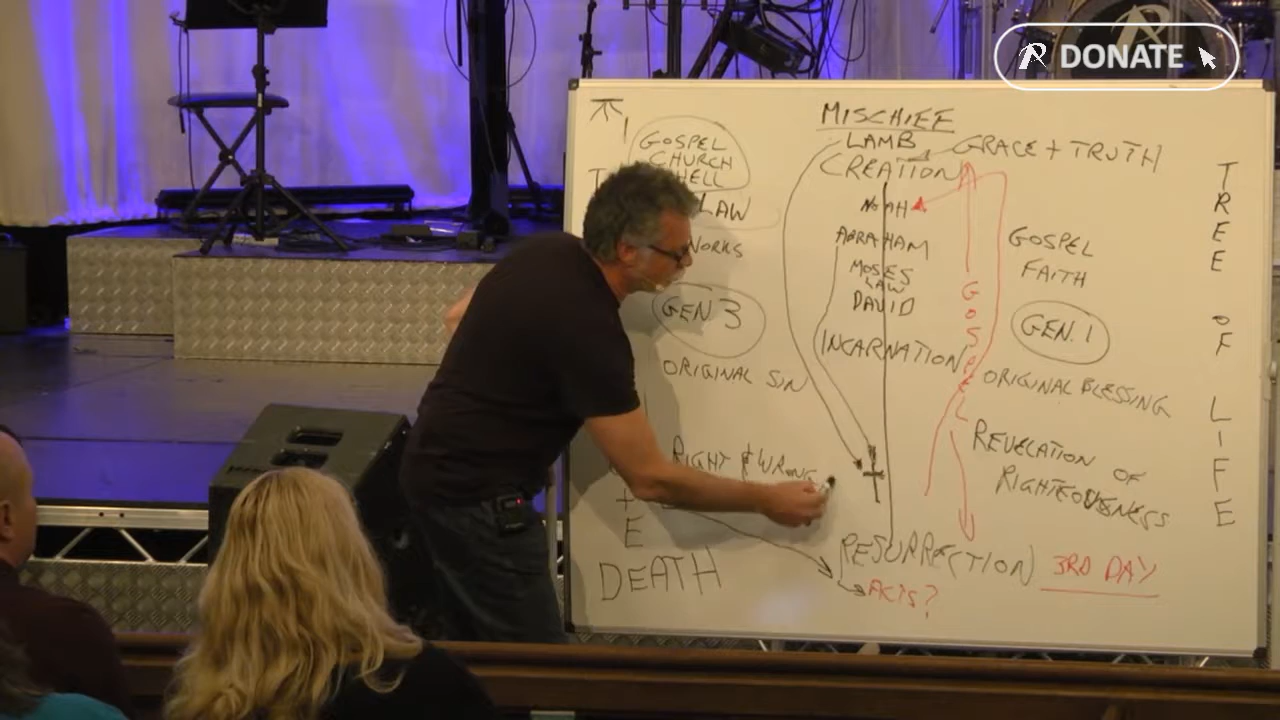 DONATE
MISCHIEF
LAMB
GRACE + TRUTH
CREATION
GOSPEL
CHURCH
HELL
LAW
WORKS
GEN 3
ORIGINAL SIN
RIGHT & WRONG
DEATH
NOAH
ABRAHAM
MOSES
LAW
DAVID
INCARNATION
RESURRECTION
3RD DAY
ACTS?
GOSPEL
GOSPEL
FAITH
GEN. 1
ORIGINAL BLESSING
REVELATION OF
RIGHTEOUSNESS
TREE OF LIFE